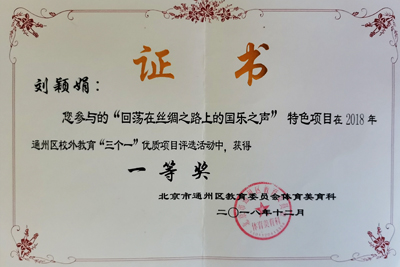 证书
刘颖娟：
您参与的“回荡在丝绸之路上的国乐之声”特色项目在2018年
通州区校外教育“三个一”优质项目评选活动中，获得
一等奖
北京市通州区教育委员会体育美育科
二〇一八年十二月